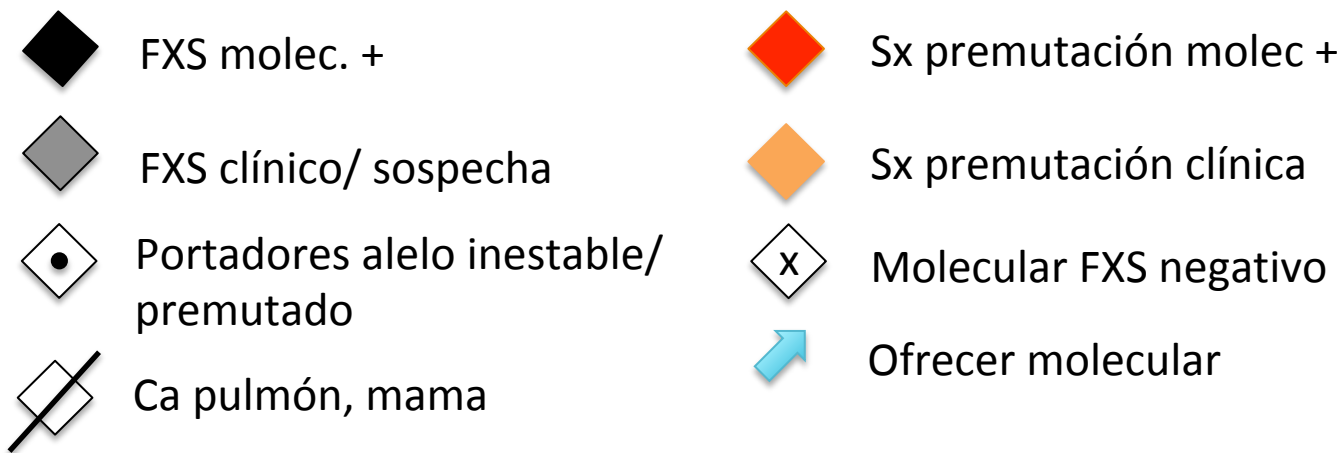 FXS molec. +
FXS clínico/ sospecha
Portadores alelo inestable/
premutado
Ca pulmón, mama
Sx premutación molec +
Sx premutación clínica
x Molecular FXS negativo
Ofrecer molecular